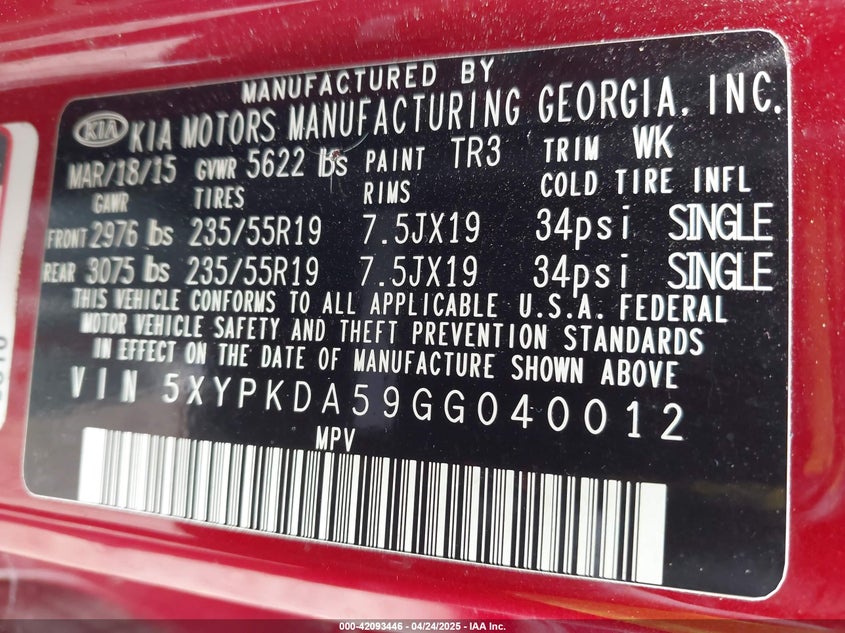 MANUFACTURED BY
KIA KIA MOTORS MANUFACTURING GEORGIA, INC.
MAR/18/15 GVWR 5622 lbs PAINT TR3 TRIM WK
GAWR TIRES RIMS COLD TIRE INFL
FRONT 2976 lbs 235/55R19 7.5JX19 34psi SINGLE
REAR 3075 lbs 235/55R19 7.5JX19 34psi SINGLE
THIS VEHICLE CONFORMS TO ALL APPLICABLE U.S.A. FEDERAL
MOTOR VEHICLE SAFETY AND THEFT PREVENTION STANDARDS
IN EFFECT ON THE DATE OF MANUFACTURE SHOWN ABOVE
VIN 5XYPKDA59GG040012
MPV
000-42093446 - 04/24/2025 - IAA Inc.